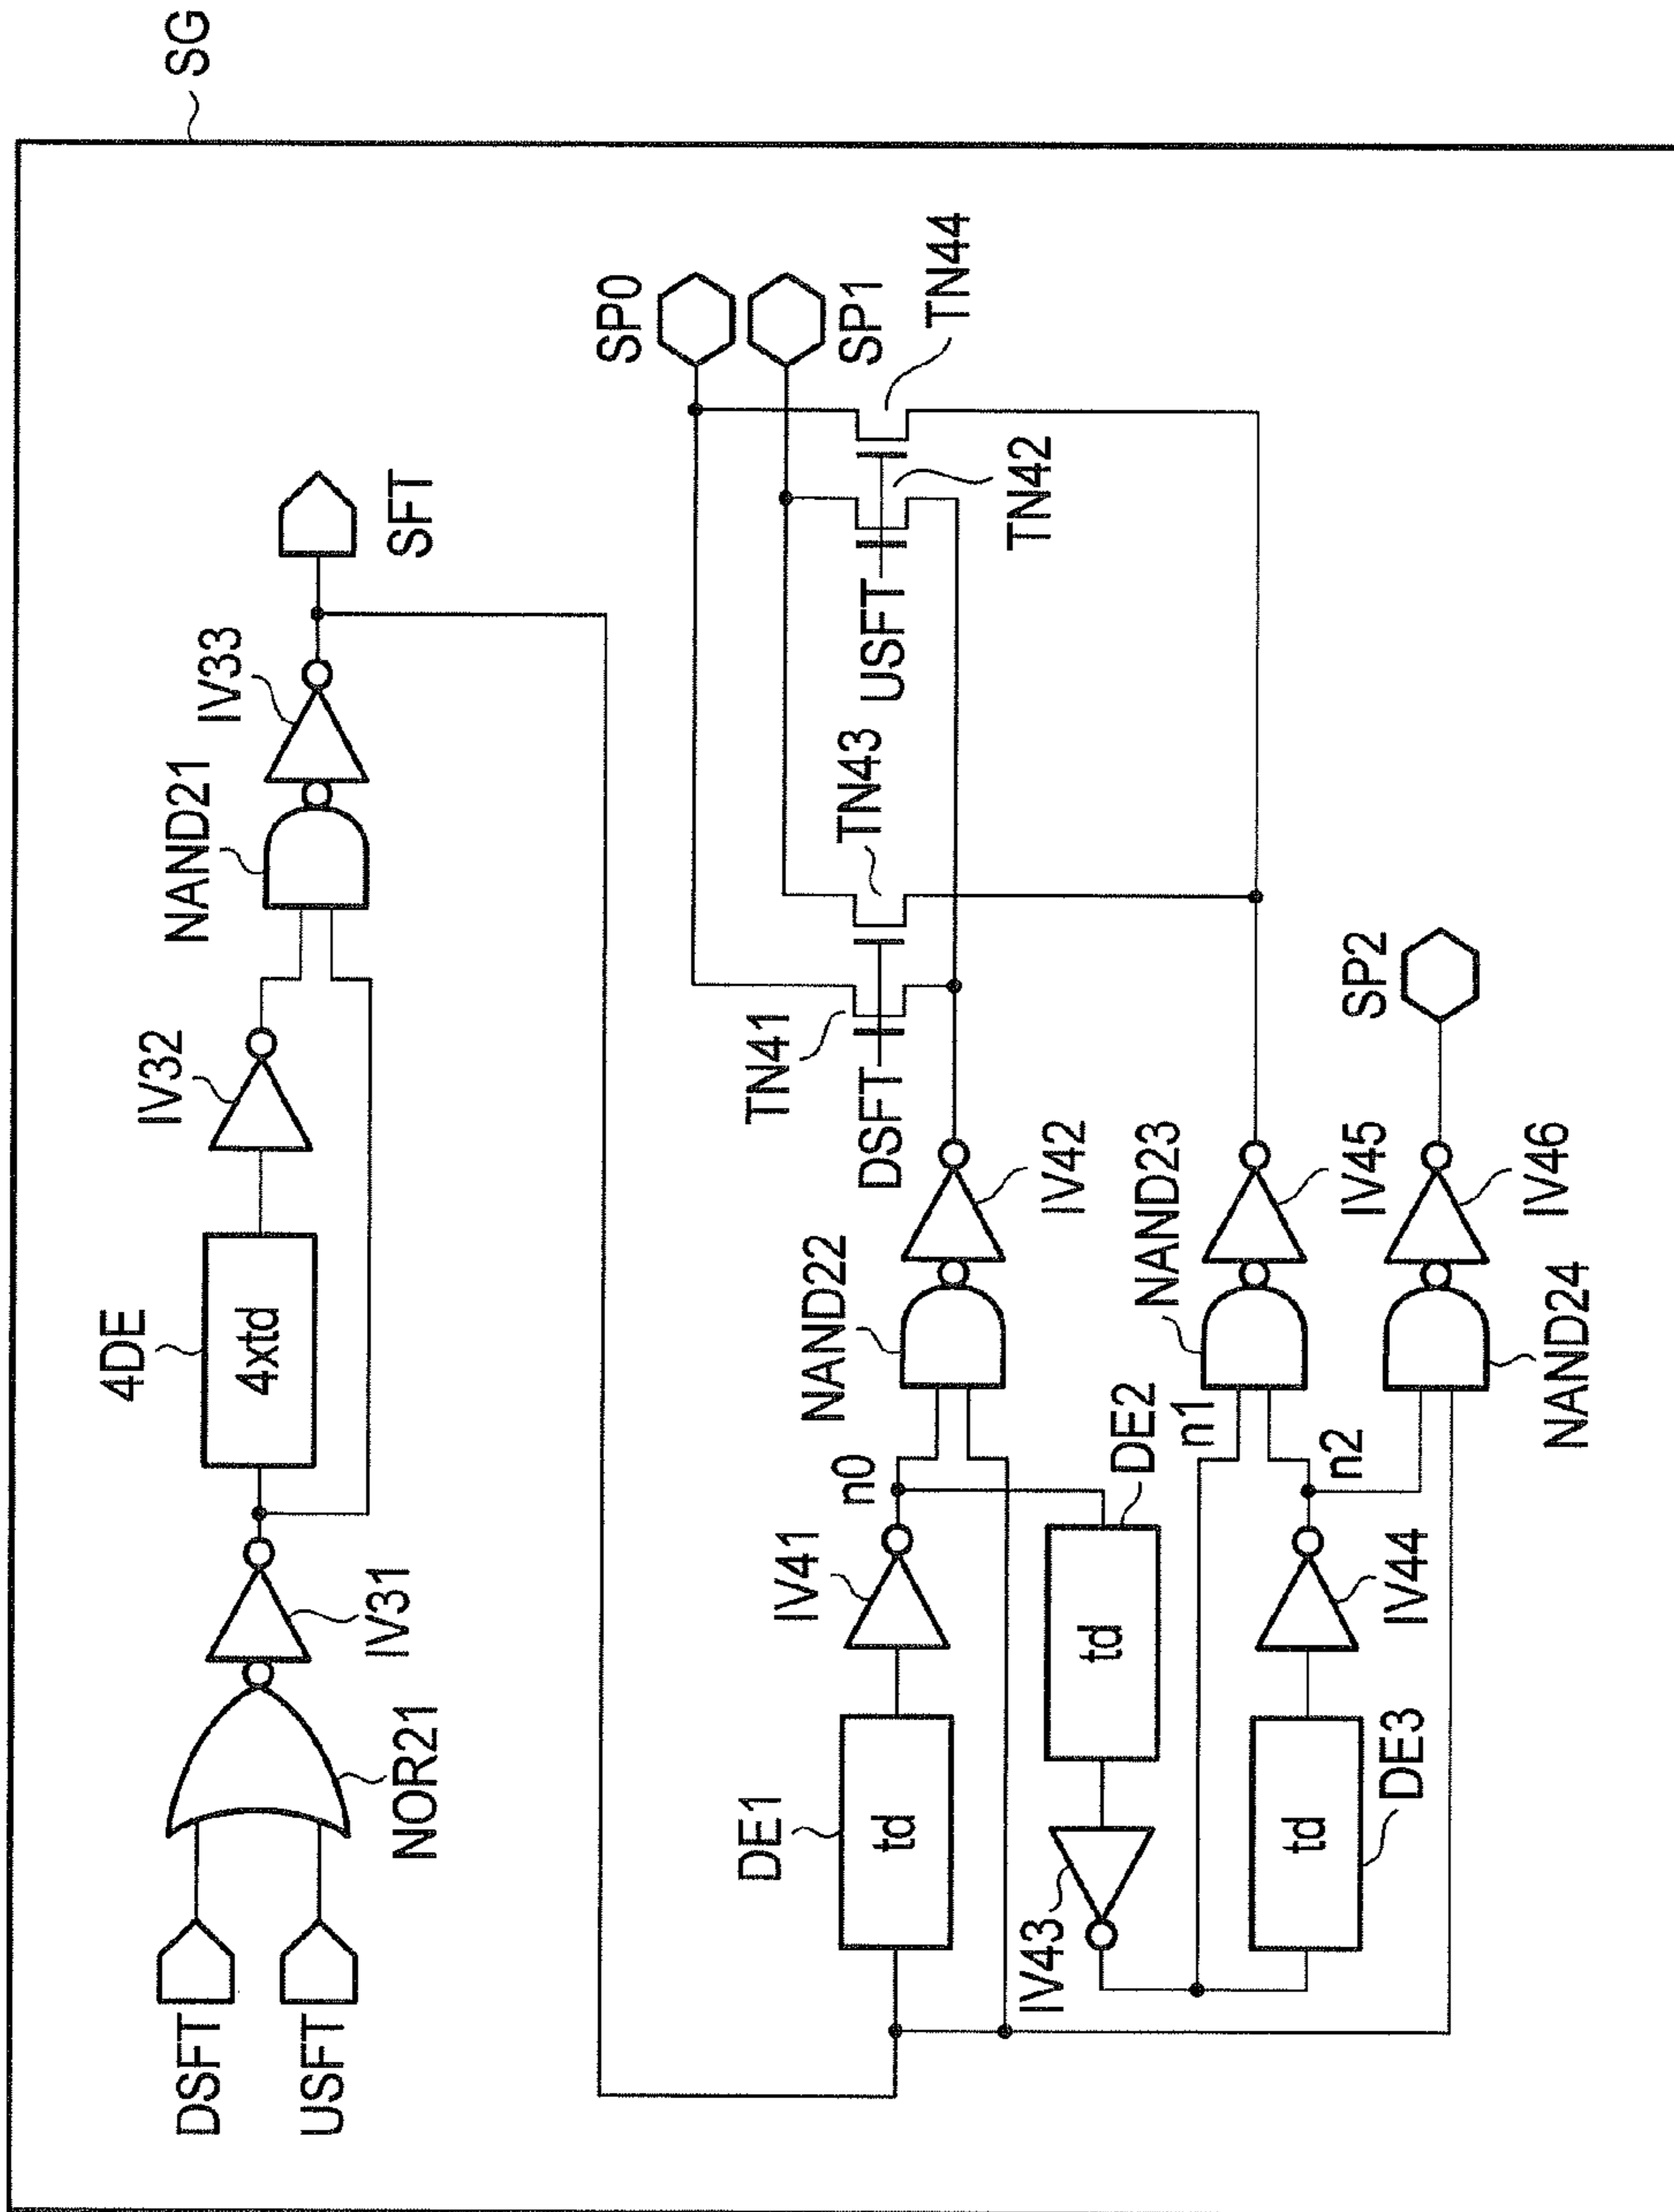 SG
DSFT
USFT
NOR21
IV31
4DE
4xtd
IV32
NAND21
IV33
SFT
SP0
SP1
TN44
TN42
USFT
TN43
TN41
DSFT
DE1
td
IV41
n0
NAND22
IV42
IV43
td
DE2
n1
NAND23
IV45
DE3
td
IV44
n2
NAND24
IV46
SP2